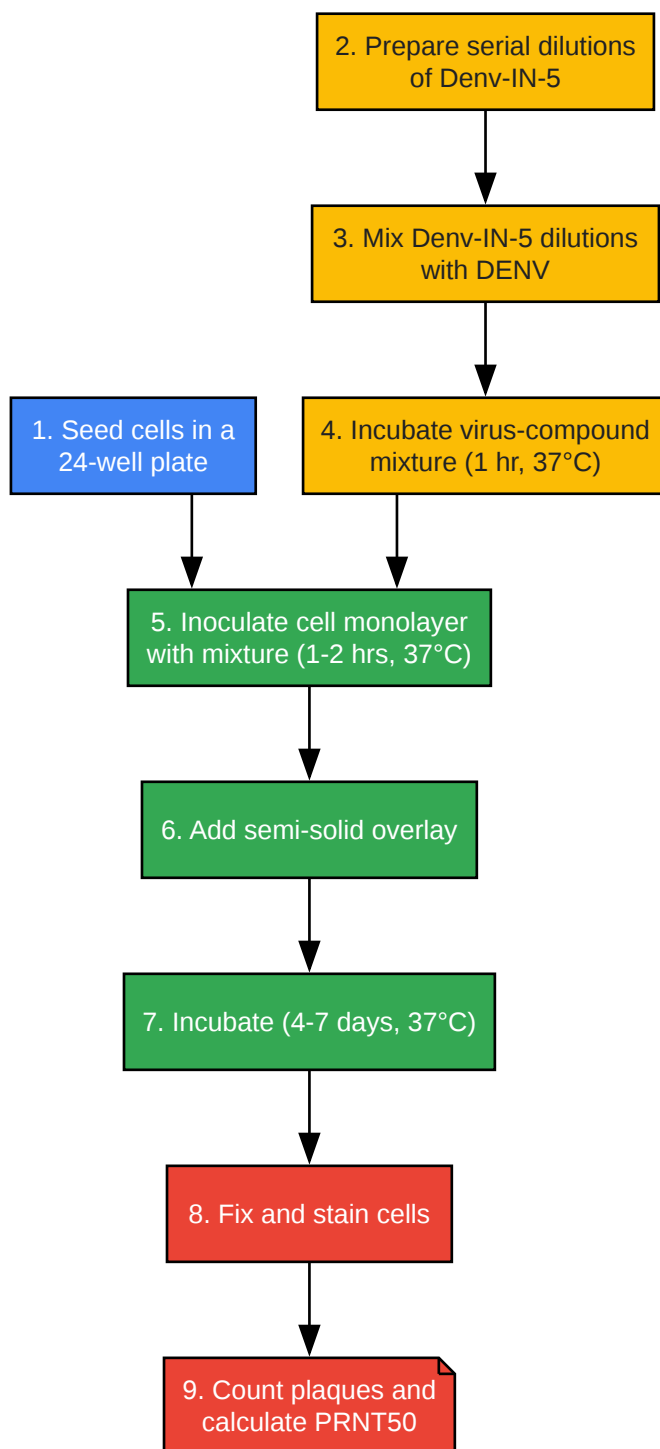 2. Prepare serial dilutions
of Denv-IN-5
3. Mix Denv-IN-5 dilutions
with DENV
1. Seed cells in a
24-well plate
4. Incubate virus-compound
mixture (1 hr, 37°C)
5. Inoculate cell monolayer
with mixture (1-2 hrs, 37°C)
6. Add semi-solid overlay
7. Incubate (4-7 days, 37°C)
8. Fix and stain cells
9. Count plaques and
calculate PRNT50